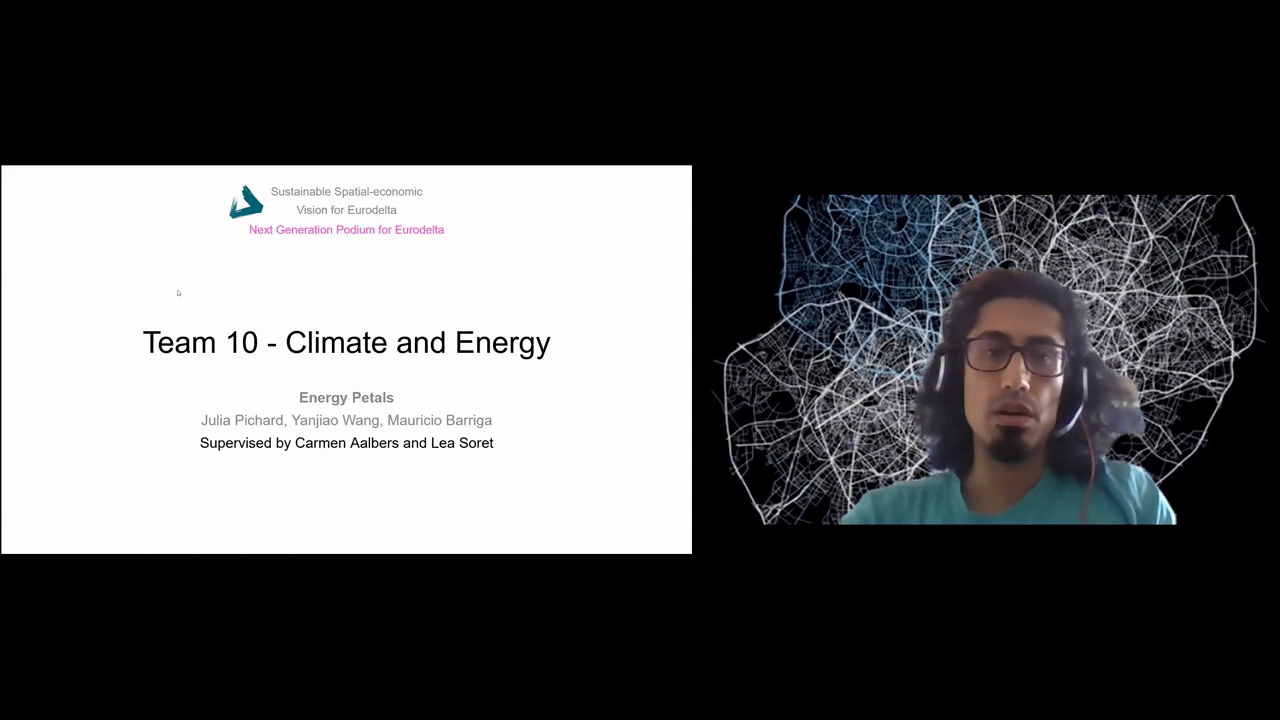 Sustainable Spatial-economic
Vision for Eurodelta
Next Generation Podium for Eurodelta
Team 10 - Climate and Energy
Energy Petals
Julia Pichard, Yanjiao Wang, Mauricio Barriga
Supervised by Carmen Aalbers and Lea Soret